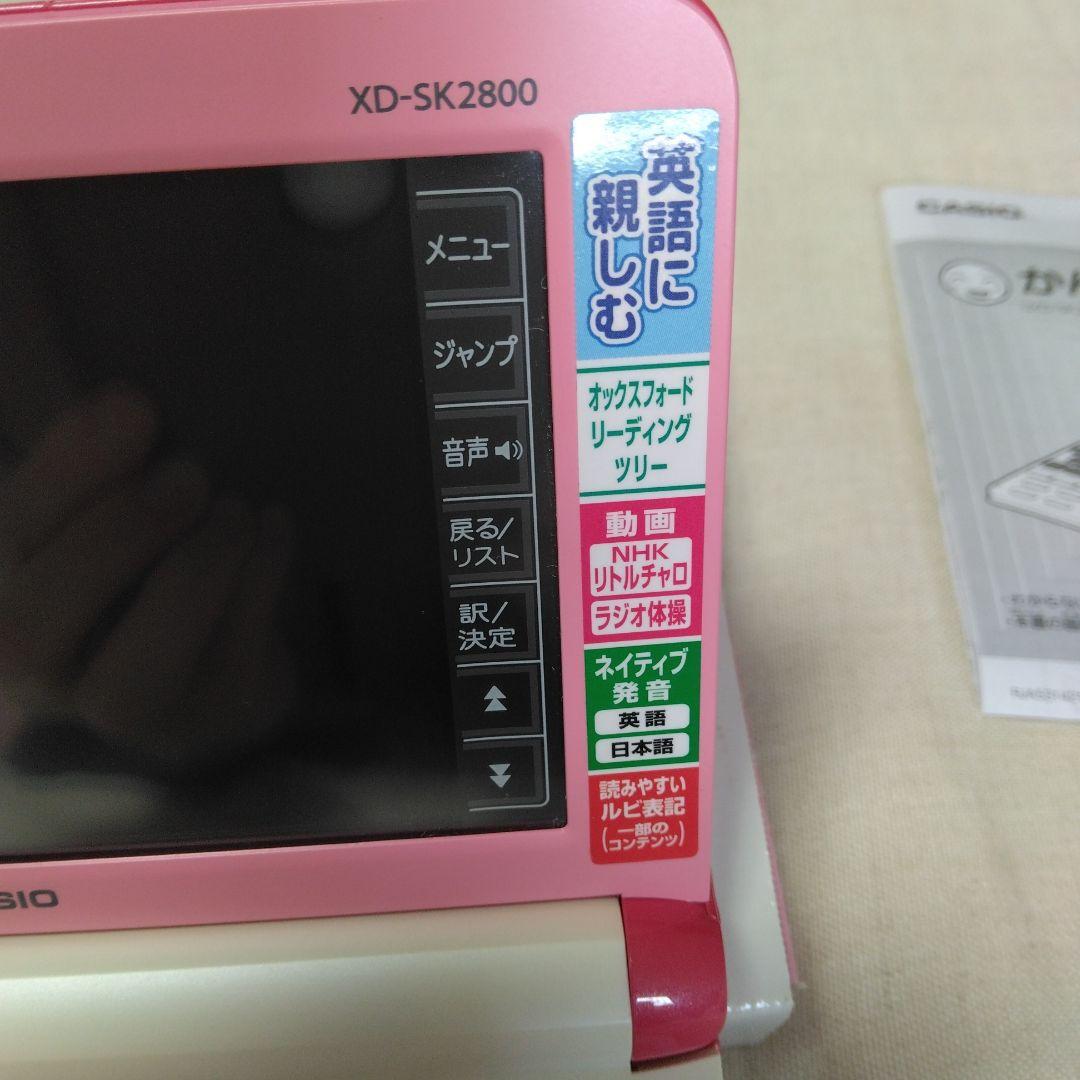 XD-SK2800
メニュー
ジャンプ
音声
戻る/
リスト
訳/
決定
英語に
親しむ
オックスフォード
リーディング
ツリー
動画
NHK
リトルチャロ
ラジオ体操
ネイティブ
発音
英語
日本語
読みやすい
ルビ表記
(一部の
コンテンツ)
SIO
CASIO
かん